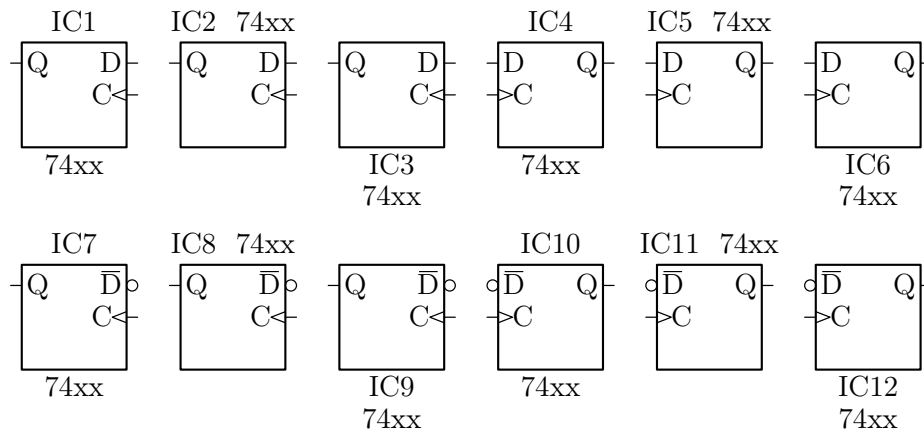 IC1 IC2 74xx IC4 IC5 74xx
Q D Q D Q D D Q D Q D Q
C C C C C C
74xx IC3 74xx IC6
74xx 74xx
IC7 IC8 74xx IC10 IC11 74xx
Q D̅ Q D̅ Q D̅ D̅ Q D̅ Q D̅ Q
C C C C C C
74xx IC9 74xx IC12
74xx 74xx